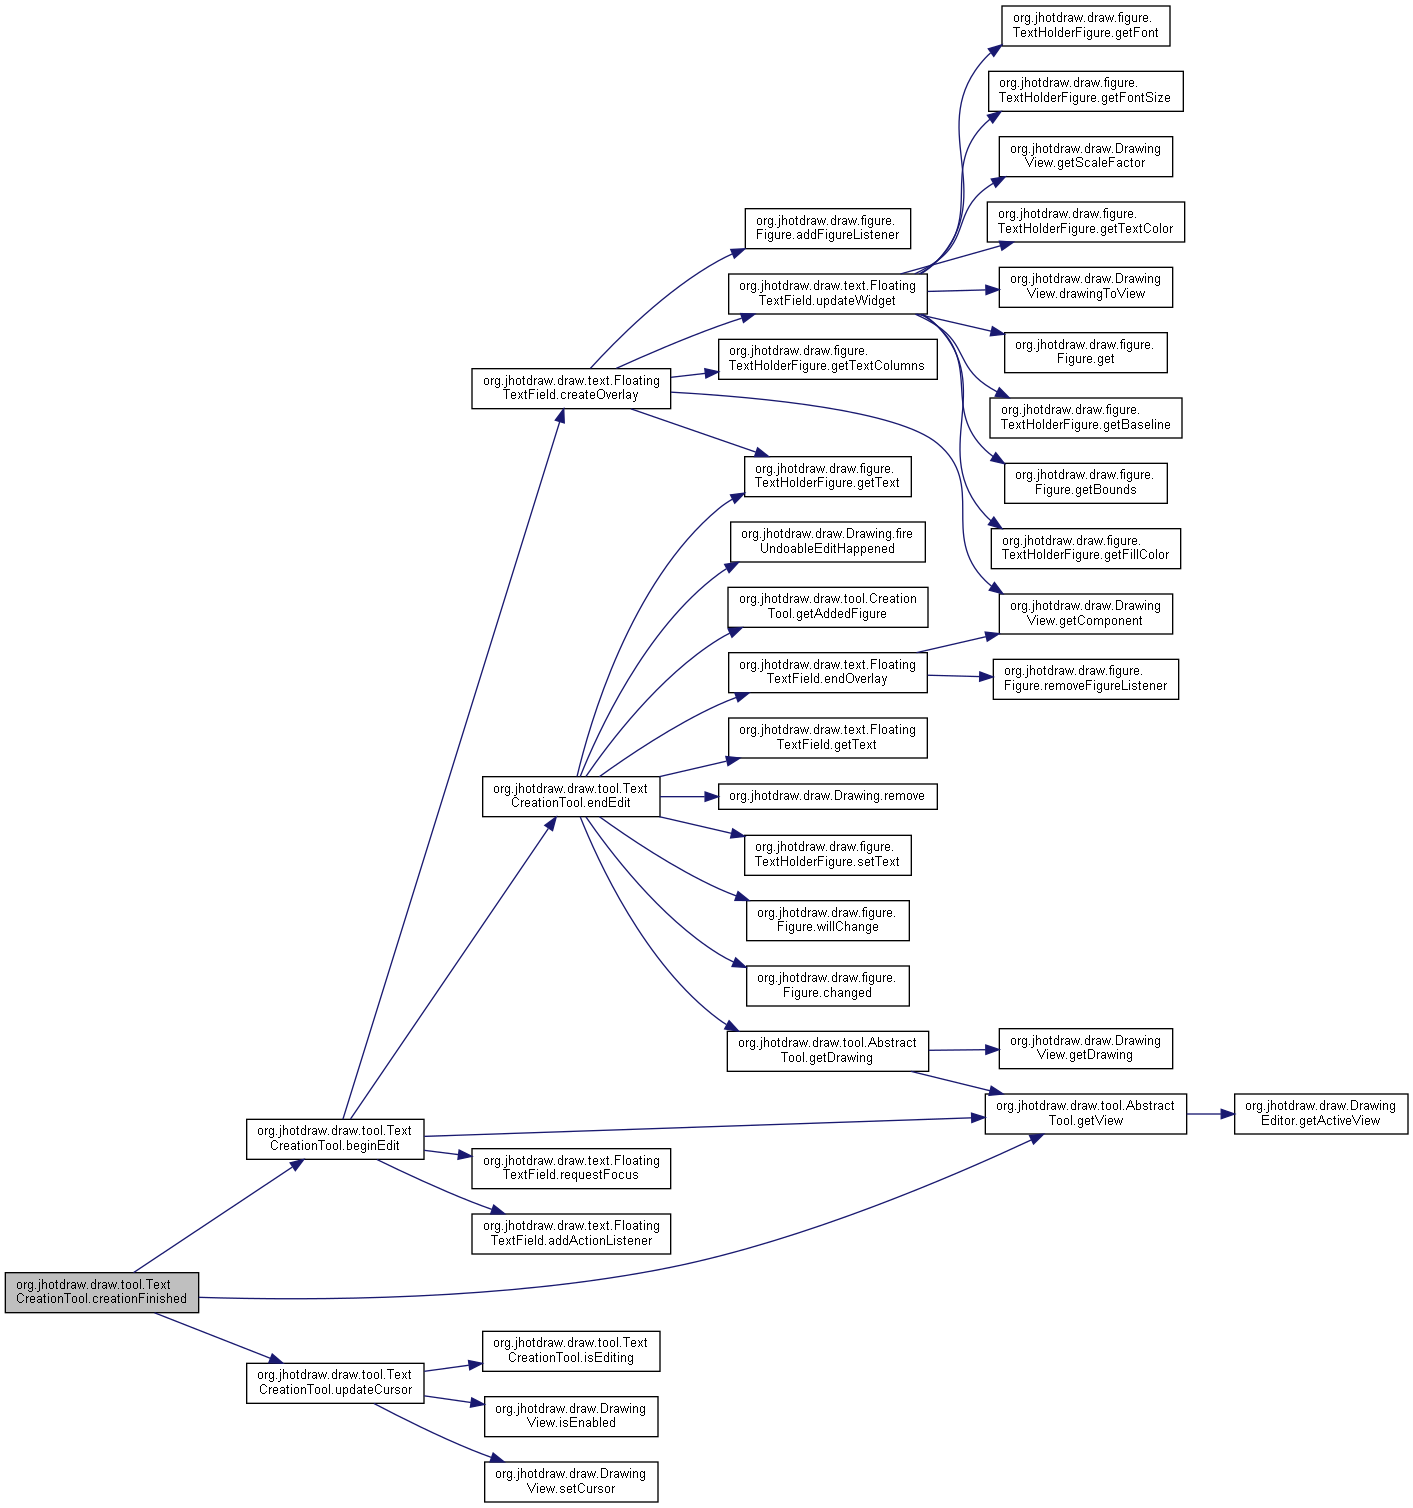 org.jhotdraw.draw.figure.
TextHolderFigure.getFont
org.jhotdraw.draw.figure.
TextHolderFigure.getFontSize
org.jhotdraw.draw.Drawing
View.getScaleFactor
org.jhotdraw.draw.figure.
TextHolderFigure.getTextColor
org.jhotdraw.draw.figure.
Figure.addFigureListener
org.jhotdraw.draw.text.Floating
TextField.updateWidget
org.jhotdraw.draw.Drawing
View.drawingToView
org.jhotdraw.draw.figure.
Figure.get
org.jhotdraw.draw.figure.
TextHolderFigure.getTextColumns
org.jhotdraw.draw.text.Floating
TextField.createOverlay
org.jhotdraw.draw.figure.
TextHolderFigure.getBaseline
org.jhotdraw.draw.figure.
TextHolderFigure.getText
org.jhotdraw.draw.figure.
Figure.getBounds
org.jhotdraw.draw.Drawing.fire
UndoableEditHappened
org.jhotdraw.draw.figure.
TextHolderFigure.getFillColor
org.jhotdraw.draw.tool.Creation
Tool.getAddedFigure
org.jhotdraw.draw.Drawing
View.getComponent
org.jhotdraw.draw.text.Floating
TextField.endOverlay
org.jhotdraw.draw.figure.
Figure.removeFigureListener
org.jhotdraw.draw.text.Floating
TextField.getText
org.jhotdraw.draw.tool.Text
CreationTool.endEdit
org.jhotdraw.draw.Drawing.remove
org.jhotdraw.draw.figure.
TextHolderFigure.setText
org.jhotdraw.draw.figure.
Figure.willChange
org.jhotdraw.draw.figure.
Figure.changed
org.jhotdraw.draw.tool.Abstract
Tool.getDrawing
org.jhotdraw.draw.Drawing
View.getDrawing
org.jhotdraw.draw.tool.Abstract
Tool.getView
org.jhotdraw.draw.Drawing
Editor.getActiveView
org.jhotdraw.draw.tool.Text
CreationTool.beginEdit
org.jhotdraw.draw.text.Floating
TextField.requestFocus
org.jhotdraw.draw.text.Floating
TextField.addActionListener
org.jhotdraw.draw.tool.Text
CreationTool.creationFinished
org.jhotdraw.draw.tool.Text
CreationTool.isEditing
org.jhotdraw.draw.tool.Text
CreationTool.updateCursor
org.jhotdraw.draw.Drawing
View.isEnabled
org.jhotdraw.draw.Drawing
View.setCursor